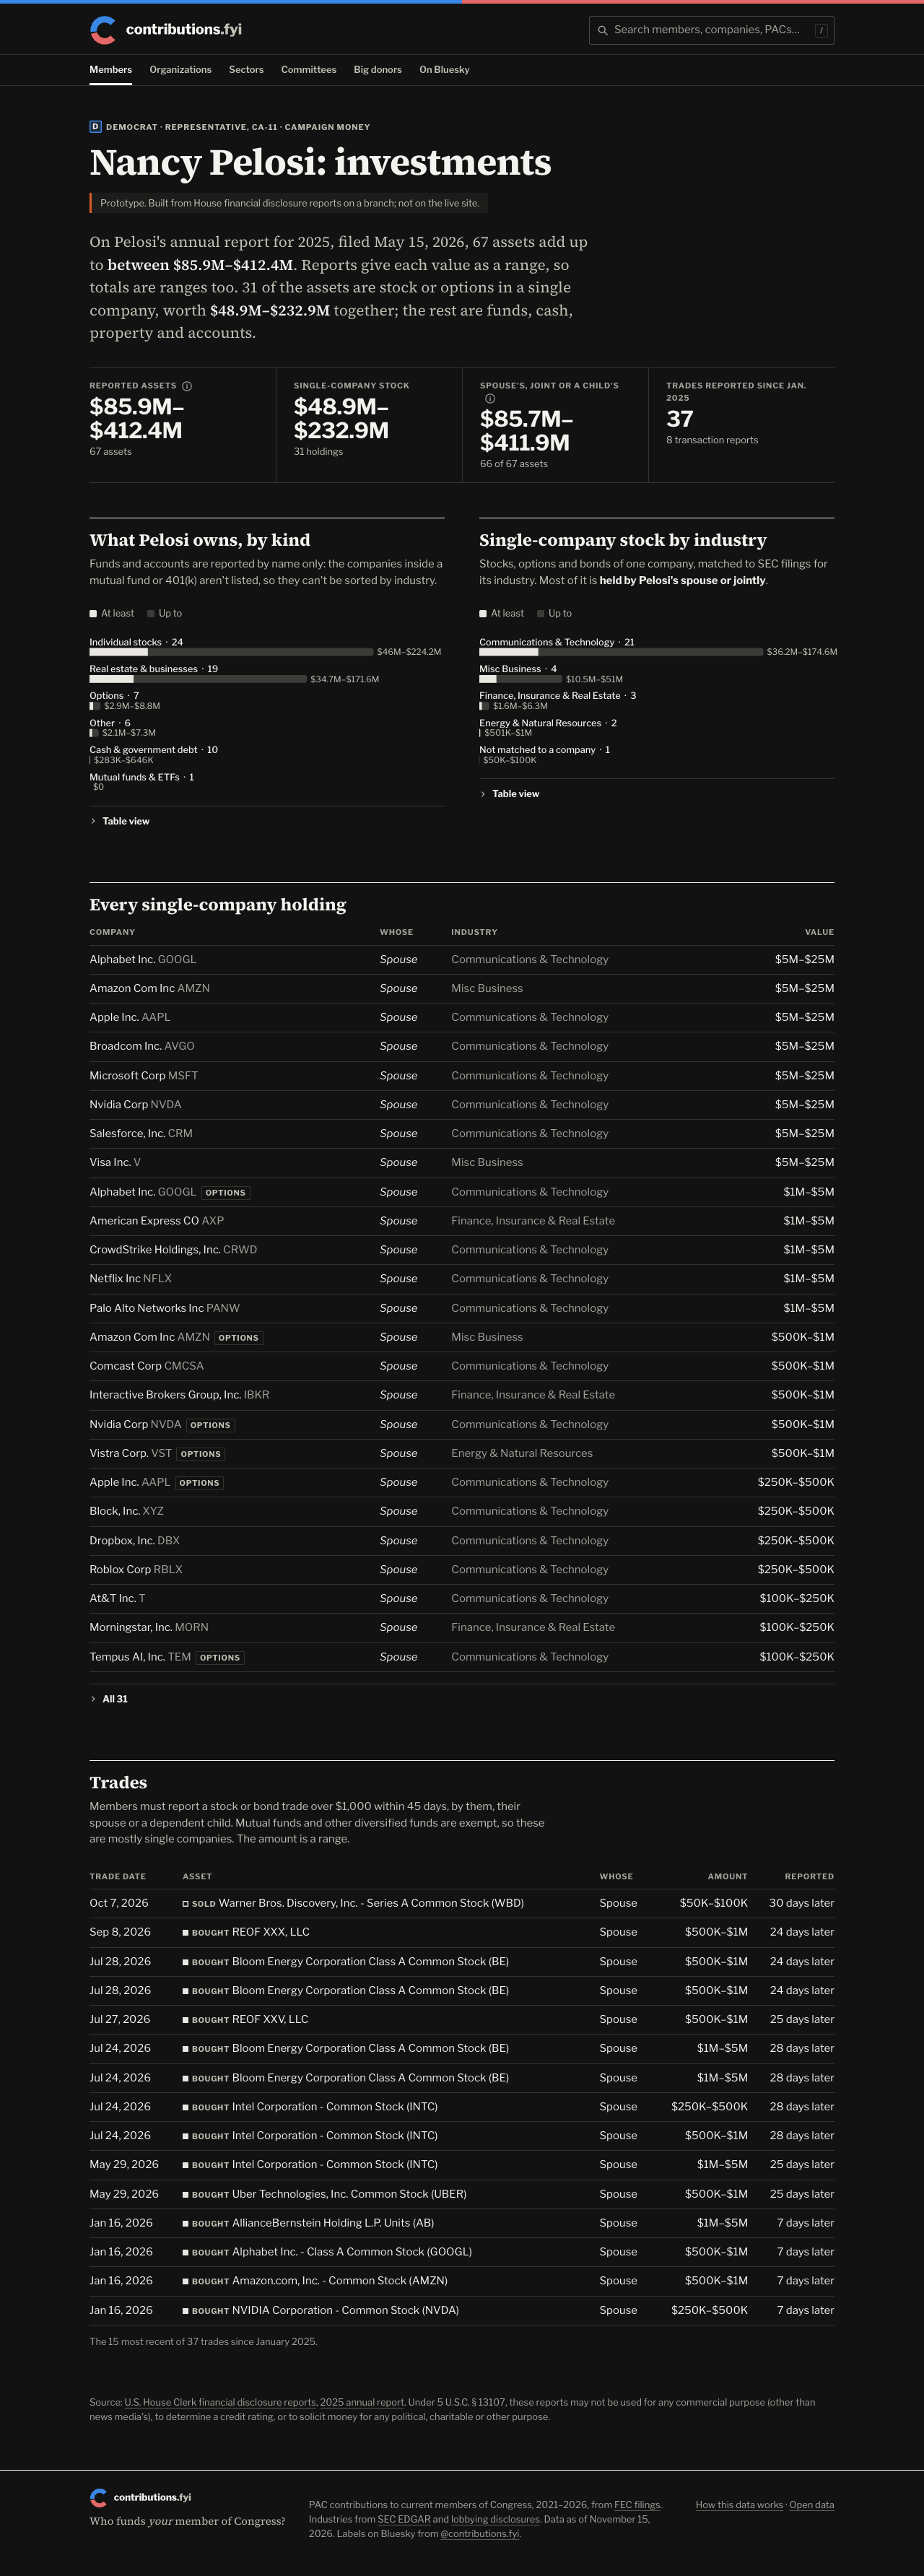 contributions.fyi
Search members, companies, PACs... /
Members Organizations Sectors Committees Big donors On Bluesky
D DEMOCRAT · REPRESENTATIVE, CA-11 · CAMPAIGN MONEY
Nancy Pelosi: investments
Prototype. Built from House financial disclosure reports on a branch; not on the live site.
On Pelosi's annual report for 2025, filed May 15, 2026, 67 assets add up
to between $85.9M–$412.4M. Reports give each value as a range, so
totals are ranges too. 31 of the assets are stock or options in a single
company, worth $48.9M–$232.9M together; the rest are funds, cash,
property and accounts.
REPORTED ASSETS
$85.9M–
$412.4M
67 assets
SINGLE-COMPANY STOCK
$48.9M–
$232.9M
31 holdings
SPOUSE'S, JOINT OR A CHILD'S
$85.7M–
$411.9M
66 of 67 assets
TRADES REPORTED SINCE JAN.
2025
37
8 transaction reports
What Pelosi owns, by kind
Funds and accounts are reported by name only: the companies inside a
mutual fund or 401(k) aren't listed, so they can't be sorted by industry.
At least Up to
Individual stocks · 24
$46M–$224.2M
Real estate & businesses · 19
$34.7M–$171.6M
Options · 7
$2.9M–$8.8M
Other · 6
$2.1M–$7.3M
Cash & government debt · 10
$283K–$646K
Mutual funds & ETFs · 1
$0
Table view
Single-company stock by industry
Stocks, options and bonds of one company, matched to SEC filings for
its industry. Most of it is held by Pelosi's spouse or jointly.
At least Up to
Communications & Technology · 21
$36.2M–$174.6M
Misc Business · 4
$10.5M–$51M
Finance, Insurance & Real Estate · 3
$1.6M–$6.3M
Energy & Natural Resources · 2
$501K–$1M
Not matched to a company · 1
$50K–$100K
Table view
Every single-company holding
COMPANY WHOSE INDUSTRY VALUE
Alphabet Inc. GOOGL Spouse Communications & Technology $5M–$25M
Amazon Com Inc AMZN Spouse Misc Business $5M–$25M
Apple Inc. AAPL Spouse Communications & Technology $5M–$25M
Broadcom Inc. AVGO Spouse Communications & Technology $5M–$25M
Microsoft Corp MSFT Spouse Communications & Technology $5M–$25M
Nvidia Corp NVDA Spouse Communications & Technology $5M–$25M
Salesforce, Inc. CRM Spouse Communications & Technology $5M–$25M
Visa Inc. V Spouse Misc Business $5M–$25M
Alphabet Inc. GOOGL OPTIONS Spouse Communications & Technology $1M–$5M
American Express CO AXP Spouse Finance, Insurance & Real Estate $1M–$5M
CrowdStrike Holdings, Inc. CRWD Spouse Communications & Technology $1M–$5M
Netflix Inc NFLX Spouse Communications & Technology $1M–$5M
Palo Alto Networks Inc PANW Spouse Communications & Technology $1M–$5M
Amazon Com Inc AMZN OPTIONS Spouse Misc Business $500K–$1M
Comcast Corp CMCSA Spouse Communications & Technology $500K–$1M
Interactive Brokers Group, Inc. IBKR Spouse Finance, Insurance & Real Estate $500K–$1M
Nvidia Corp NVDA OPTIONS Spouse Communications & Technology $500K–$1M
Vistra Corp. VST OPTIONS Spouse Energy & Natural Resources $500K–$1M
Apple Inc. AAPL OPTIONS Spouse Communications & Technology $250K–$500K
Block, Inc. XYZ Spouse Communications & Technology $250K–$500K
Dropbox, Inc. DBX Spouse Communications & Technology $250K–$500K
Roblox Corp RBLX Spouse Communications & Technology $250K–$500K
At&T Inc. T Spouse Communications & Technology $100K–$250K
Morningstar, Inc. MORN Spouse Finance, Insurance & Real Estate $100K–$250K
Tempus AI, Inc. TEM OPTIONS Spouse Communications & Technology $100K–$250K
All 31
Trades
Members must report a stock or bond trade over $1,000 within 45 days, by them, their
spouse or a dependent child. Mutual funds and other diversified funds are exempt, so these
are mostly single companies. The amount is a range.
TRADE DATE ASSET WHOSE AMOUNT REPORTED
Oct 7, 2026 SOLD Warner Bros. Discovery, Inc. - Series A Common Stock (WBD) Spouse $50K–$100K 30 days later
Sep 8, 2026 BOUGHT REOF XXX, LLC Spouse $500K–$1M 24 days later
Jul 28, 2026 BOUGHT Bloom Energy Corporation Class A Common Stock (BE) Spouse $500K–$1M 24 days later
Jul 28, 2026 BOUGHT Bloom Energy Corporation Class A Common Stock (BE) Spouse $500K–$1M 24 days later
Jul 27, 2026 BOUGHT REOF XXV, LLC Spouse $500K–$1M 25 days later
Jul 24, 2026 BOUGHT Bloom Energy Corporation Class A Common Stock (BE) Spouse $1M–$5M 28 days later
Jul 24, 2026 BOUGHT Bloom Energy Corporation Class A Common Stock (BE) Spouse $1M–$5M 28 days later
Jul 24, 2026 BOUGHT Intel Corporation - Common Stock (INTC) Spouse $250K–$500K 28 days later
Jul 24, 2026 BOUGHT Intel Corporation - Common Stock (INTC) Spouse $500K–$1M 28 days later
May 29, 2026 BOUGHT Intel Corporation - Common Stock (INTC) Spouse $1M–$5M 25 days later
May 29, 2026 BOUGHT Uber Technologies, Inc. Common Stock (UBER) Spouse $500K–$1M 25 days later
Jan 16, 2026 BOUGHT AllianceBernstein Holding L.P. Units (AB) Spouse $1M–$5M 7 days later
Jan 16, 2026 BOUGHT Alphabet Inc. - Class A Common Stock (GOOGL) Spouse $500K–$1M 7 days later
Jan 16, 2026 BOUGHT Amazon.com, Inc. - Common Stock (AMZN) Spouse $500K–$1M 7 days later
Jan 16, 2026 BOUGHT NVIDIA Corporation - Common Stock (NVDA) Spouse $250K–$500K 7 days later
The 15 most recent of 37 trades since January 2025.
Source: U.S. House Clerk financial disclosure reports, 2025 annual report. Under 5 U.S.C. § 13107, these reports may not be used for any commercial purpose (other than
news media's), to determine a credit rating, or to solicit money for any political, charitable or other purpose.
contributions.fyi
Who funds your member of Congress?
PAC contributions to current members of Congress, 2021–2026, from FEC filings.
Industries from SEC EDGAR and lobbying disclosures. Data as of November 15,
2026. Labels on Bluesky from @contributions.fyi.
How this data works · Open data